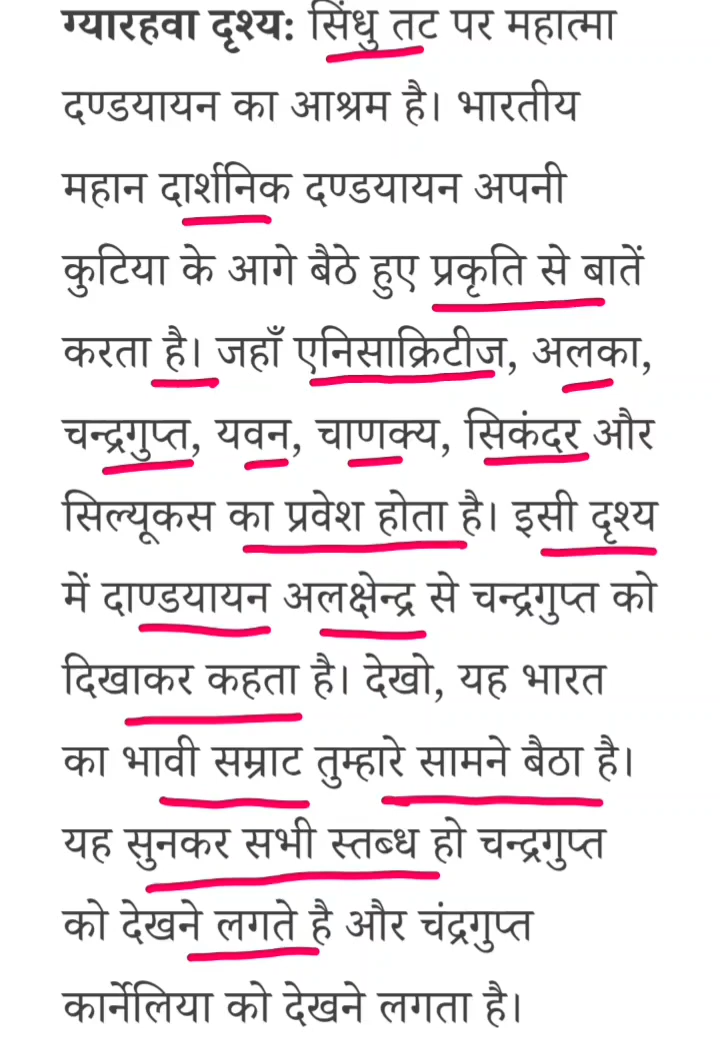 ग्यारहवा दृश्य: सिंधु तट पर महात्मा
दण्डयायन का आश्रम है। भारतीय
महान दार्शनिक दण्डयायन अपनी
कुटिया के आगे बैठे हुए प्रकृति से बातें
करता है। जहाँ एनिसाक्रिटीज, अलका,
चन्द्रगुप्त, यवन, चाणक्य, सिकंदर और
सिल्यूकस का प्रवेश होता है। इसी दृश्य
में दाण्डयायन अलक्षेन्द्र से चन्द्रगुप्त को
दिखाकर कहता है। देखो, यह भारत
का भावी सम्राट तुम्हारे सामने बैठा है।
यह सुनकर सभी स्तब्ध हो चन्द्रगुप्त
को देखने लगते है और चंद्रगुप्त
कार्नेलिया को देखने लगता है।